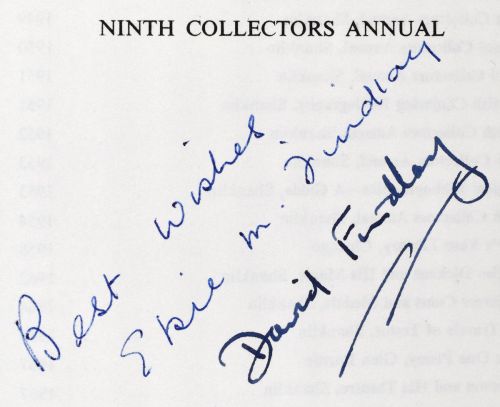 NINTH COLLECTORS ANNUAL
Best Wishes
Elsie M. Findlay
David Findlay